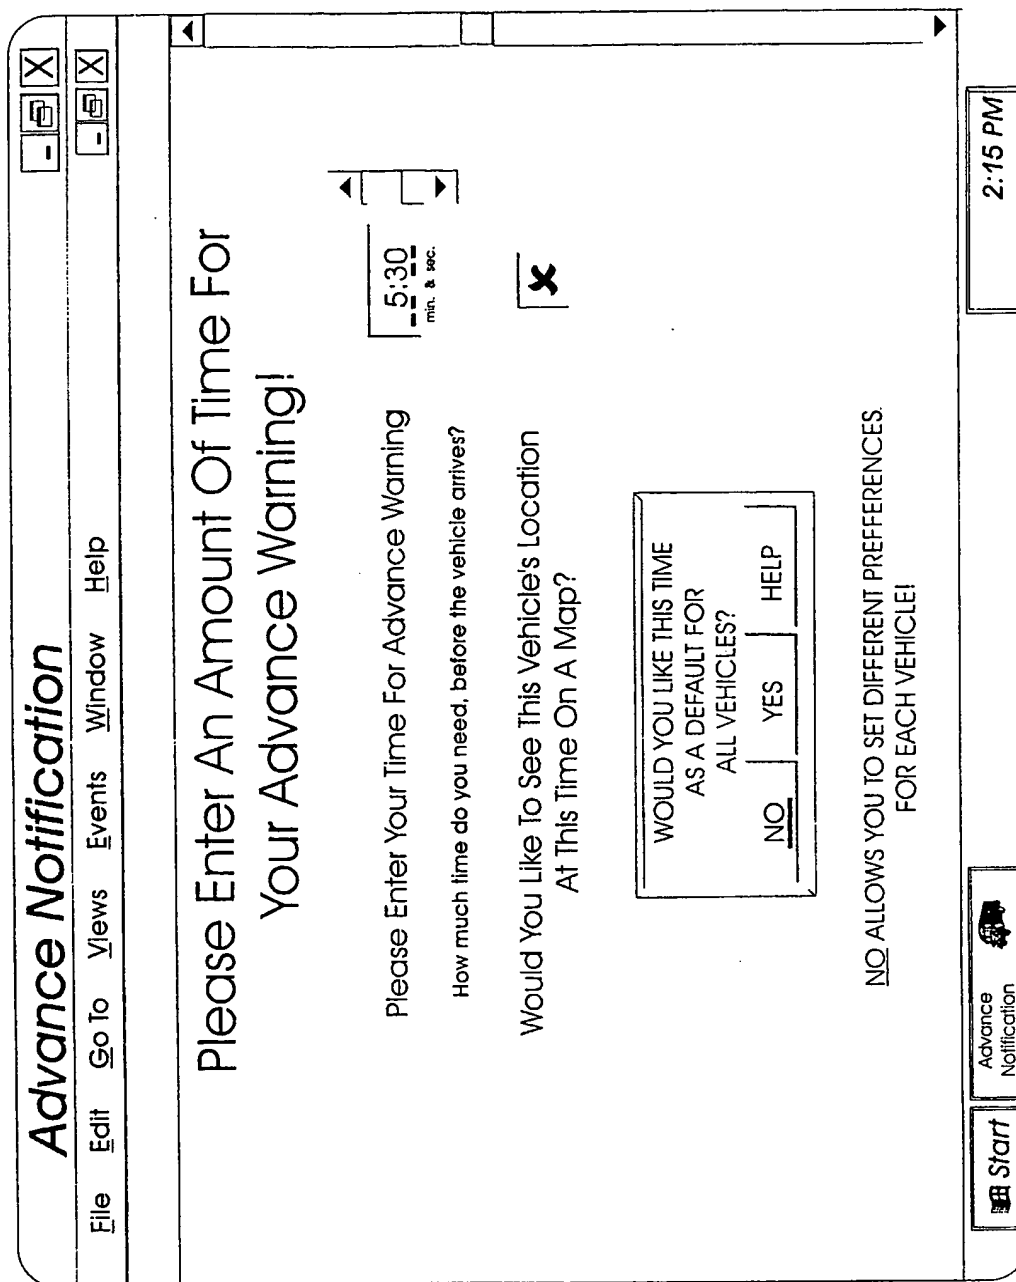 Advance Notification
File Edit Go To Views Events Window Help
Please Enter An Amount Of Time For
Your Advance Warning!
Please Enter Your Time For Advance Warning
5:30
min. & sec.
How much time do you need, before the vehicle arrives?
Would You Like To See This Vehicle's Location
At This Time On A Map?
WOULD YOU LIKE THIS TIME
AS A DEFAULT FOR
ALL VEHICLES?
NO YES HELP
NO ALLOWS YOU TO SET DIFFERENT PREFFERENCES.
FOR EACH VEHICLE!
Start
Advance
Notification
2:15 PM